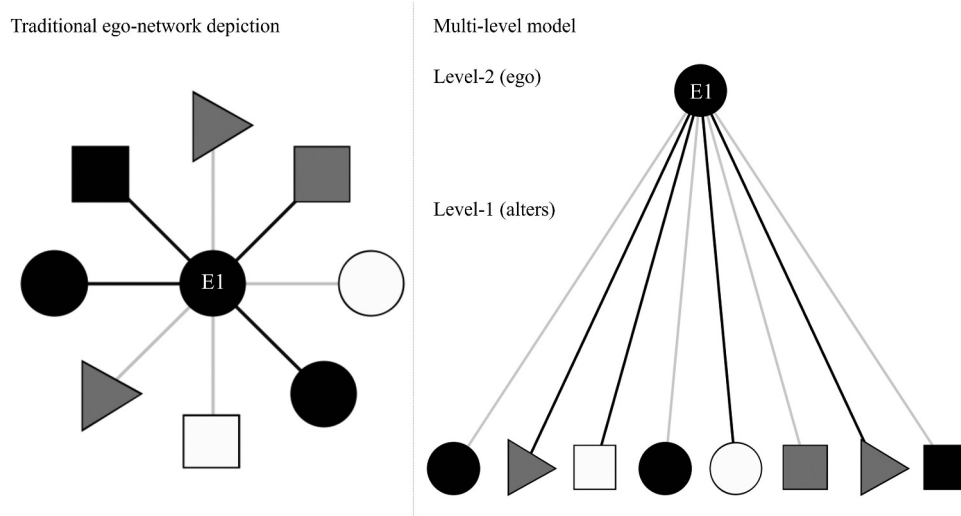 Traditional ego-network depiction
E1
Multi-level model
Level-2 (ego)
E1
Level-1 (alters)